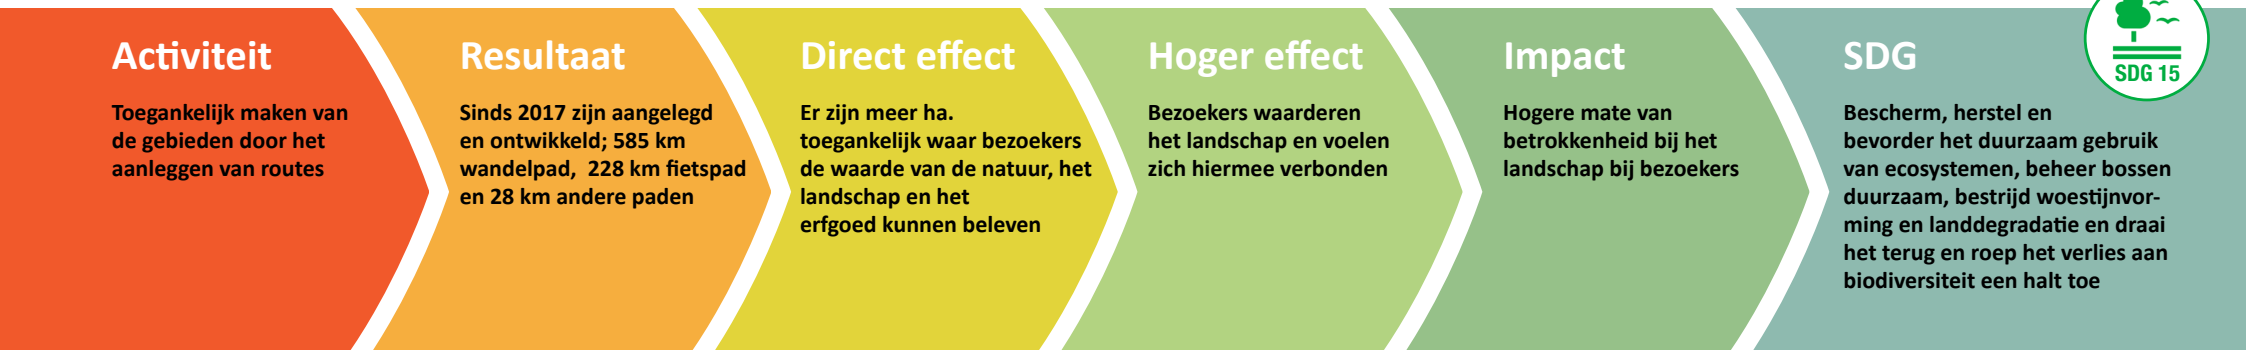 Activiteit
Toegankelijk maken van
de gebieden door het
aanleggen van routes
Resultaat
Sinds 2017 zijn aangelegd
en ontwikkeld; 585 km
wandelpad, 228 km fietspad
en 28 km andere paden
Direct effect
Er zijn meer ha.
toegankelijk waar bezoekers
de waarde van de natuur, het
landschap en het
erfgoed kunnen beleven
Hoger effect
Bezoekers waarderen
het landschap en voelen
zich hiermee verbonden
Impact
Hogere mate van
betrokkenheid bij het
landschap bij bezoekers
SDG
Bescherm, herstel en
bevorder het duurzaam gebruik
van ecosystemen, beheer bossen
duurzaam, bestrijd woestijnvor-
ming en landdegradatie en draai
het terug en roep het verlies aan
biodiversiteit een halt toe
SDG 15